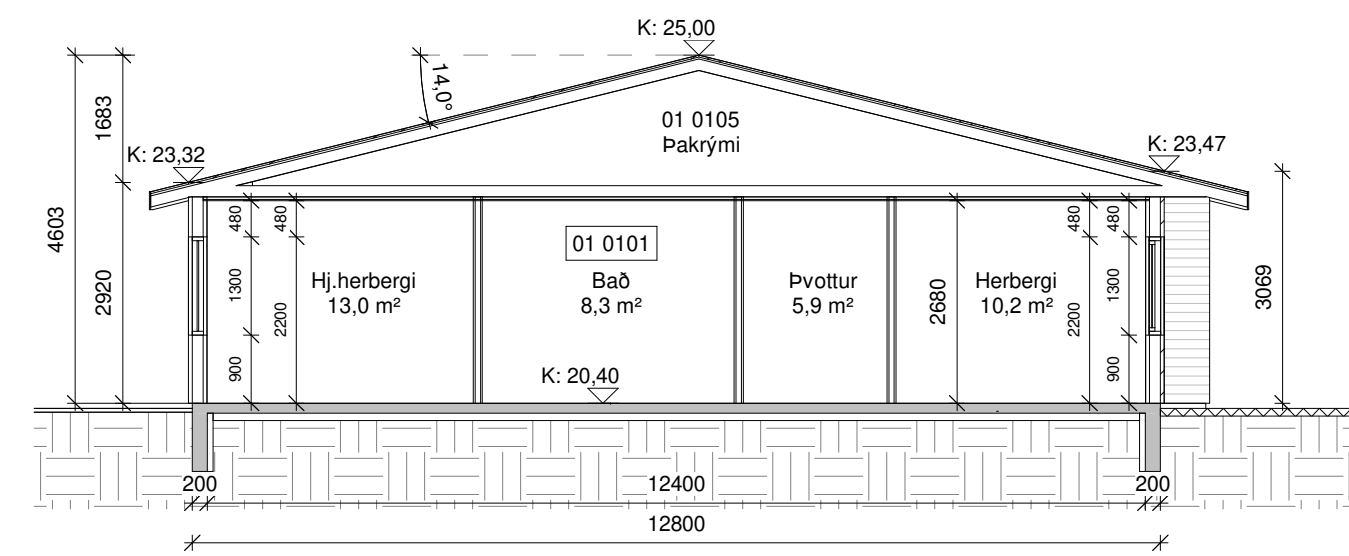 K: 25,00
14,0°
1683
01 0105
Þakrými
K: 23,32
K: 23,47
4603
2920
480
480
480
480
01 0101
Hj.herbergi
13,0 m²
Bað
8,3 m²
Þvottur
5,9 m²
Herbergi
10,2 m²
1300
2200
2680
2200
1300
3069
900
900
K: 20,40
200
12400
200
12800